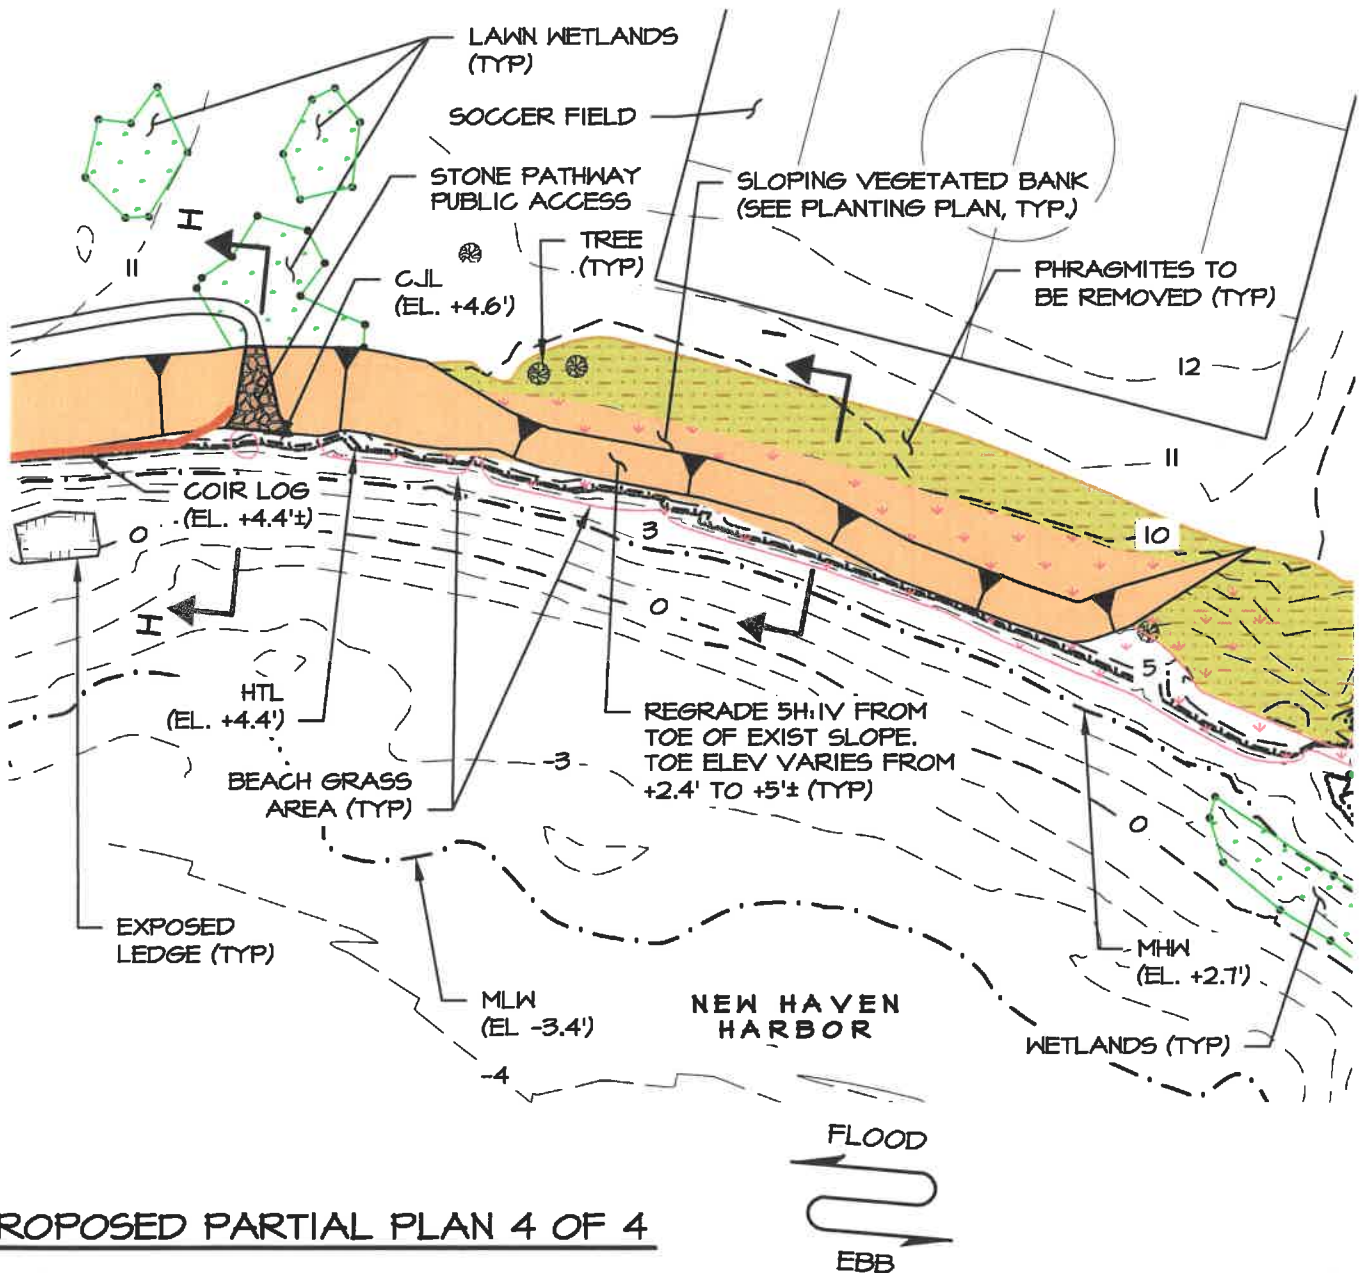 LAWN WETLANDS
(TYP)
SOCCER FIELD
STONE PATHWAY
PUBLIC ACCESS
SLOPING VEGETATED BANK
(SEE PLANTING PLAN, TYP.)
TREE
(TYP)
H
11
CJL
(EL. +4.6')
PHRAGMITES TO
BE REMOVED (TYP)
I
12
11
10
COIR LOG
(EL. +4.4'±)
0
3
0
H
5
HTL
(EL. +4.4')
REGRADE 5H:1V FROM
TOE OF EXIST SLOPE.
TOE ELEV VARIES FROM
+2.4' TO +5'± (TYP)
-3
BEACH GRASS
AREA (TYP)
0
EXPOSED
LEDGE (TYP)
MHW
(EL. +2.7')
MLW
(EL -3.4')
NEW HAVEN
HARBOR
WETLANDS (TYP)
-4
FLOOD
EBB
ROPOSED PARTIAL PLAN 4 OF 4